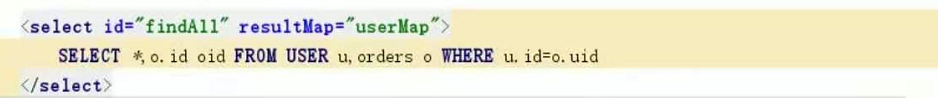 <select id="findAll" resultMap="userMap">
SELECT *,o.id oid FROM USER u,orders o WHERE u.id=o.uid
</select>